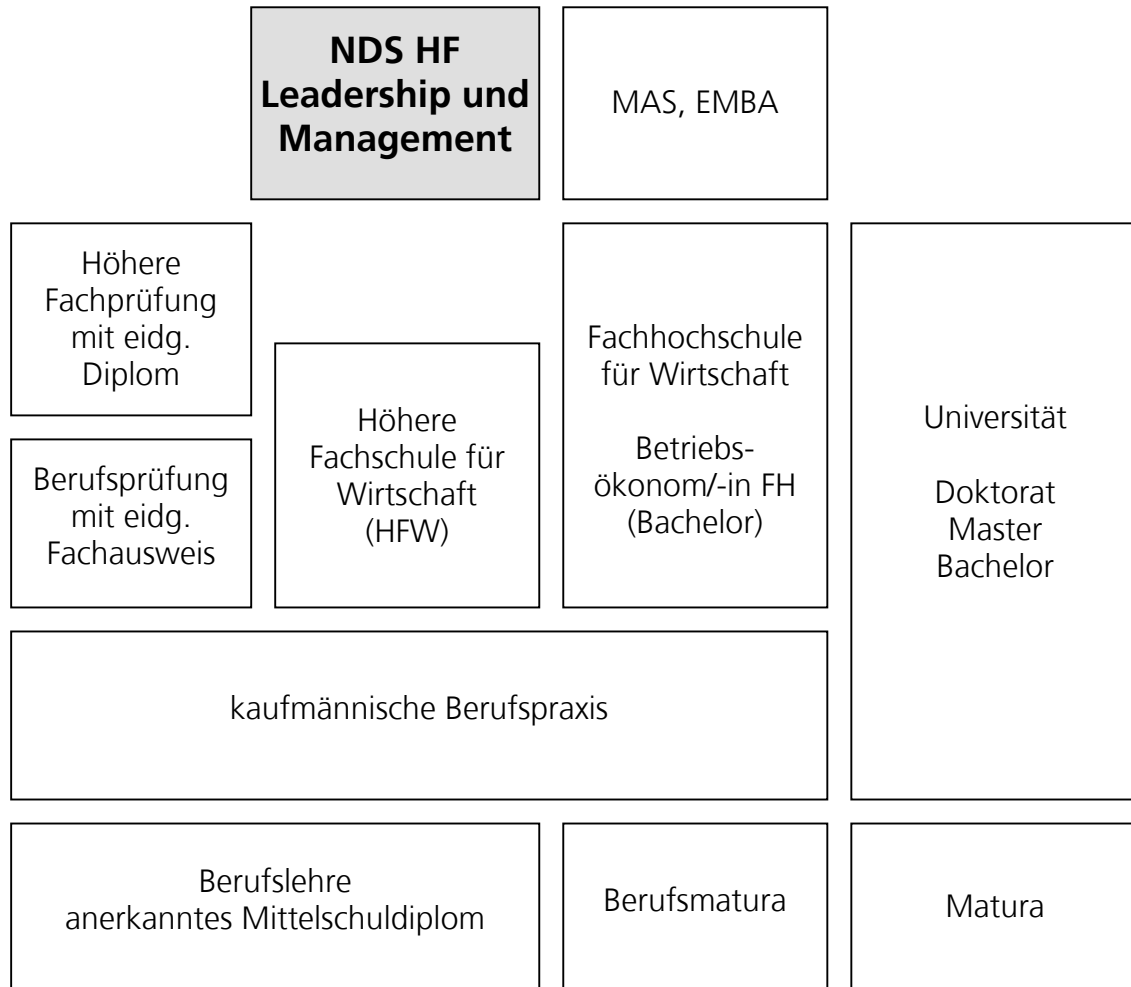 NDS HF
Leadership und
Management
MAS, EMBA
Höhere
Fachprüfung
mit eidg.
Diplom
Berufsprüfung
mit eidg.
Fachausweis
Höhere
Fachschule für
Wirtschaft
(HFW)
Fachhochschule
für Wirtschaft
Betriebs-
ökonom/-in FH
(Bachelor)
Universität
Doktorat
Master
Bachelor
kaufmännische Berufspraxis
Berufslehre
anerkanntes Mittelschuldiplom
Berufsmatura
Matura